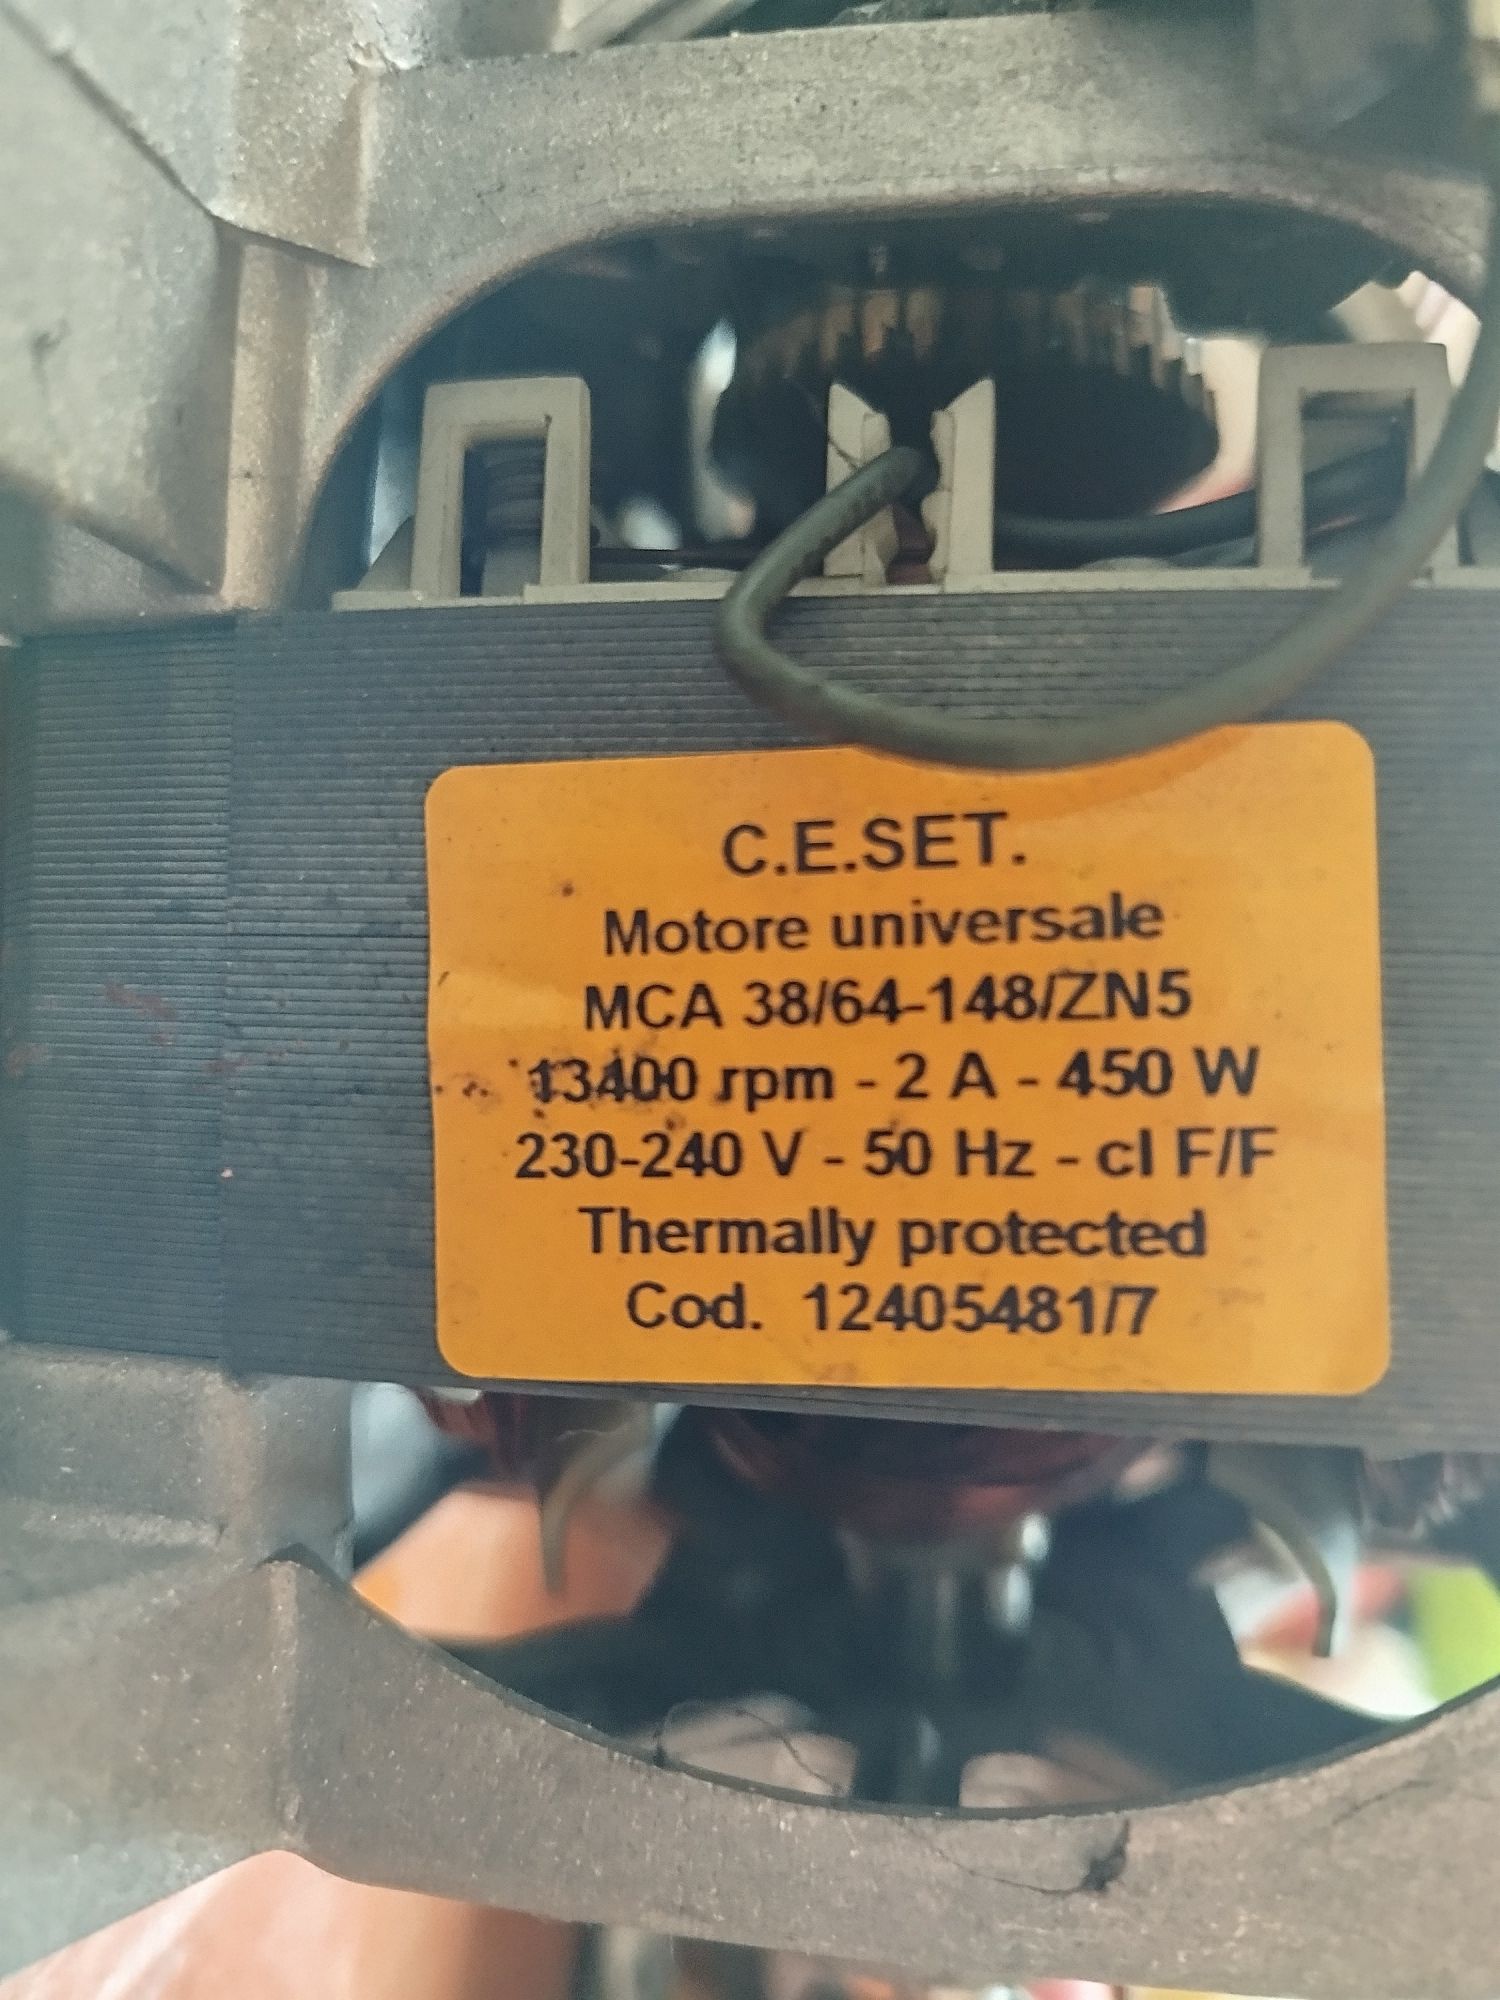 C.E.SET.
Motore universale
MCA 38/64-148/ZN5
13400 rpm - 2 A - 450 W
230-240 V - 50 Hz - cl F/F
Thermally protected
Cod. 12405481/7